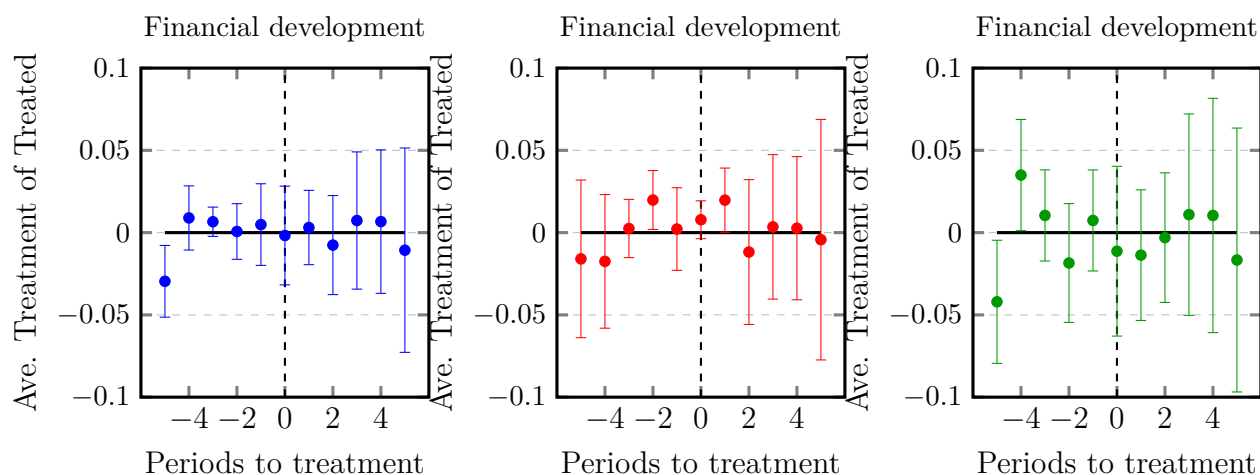 Financial development
Ave. Treatment of Treated
0.1
0.05
0
−0.05
−0.1
−4 −2 0 2 4
Periods to treatment
Financial development
Ave. Treatment of Treated
0.1
0.05
0
−0.05
−0.1
−4 −2 0 2 4
Periods to treatment
Financial development
Ave. Treatment of Treated
0.1
0.05
0
−0.05
−0.1
−4 −2 0 2 4
Periods to treatment